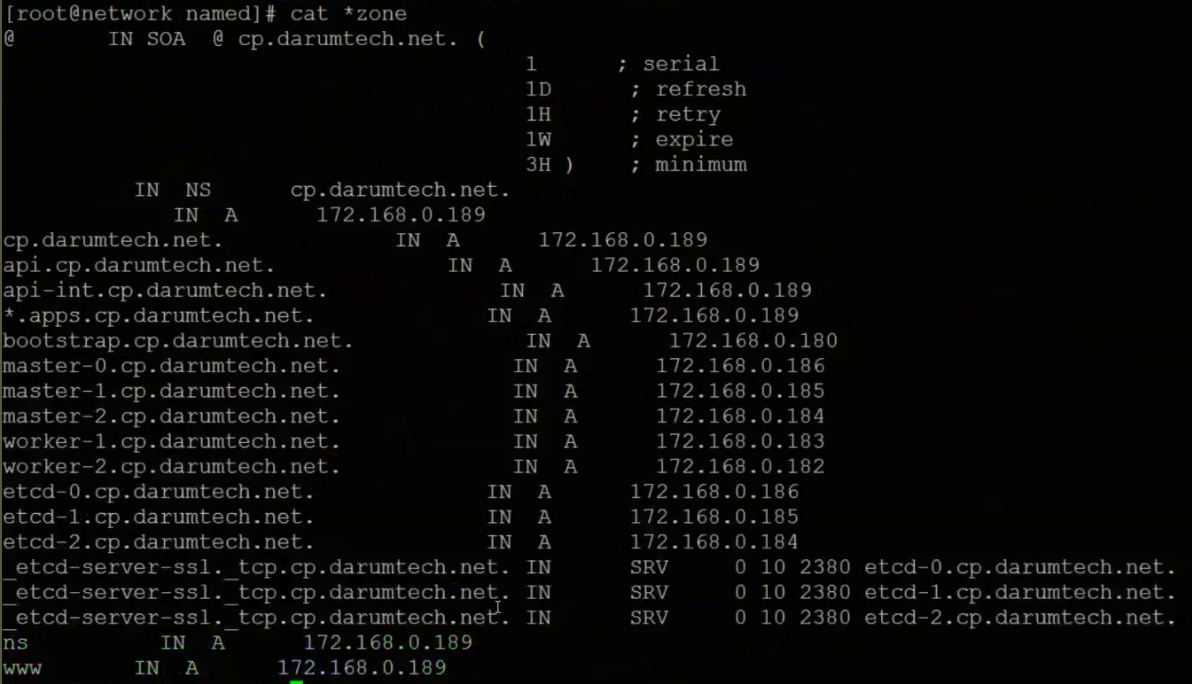 [root@network named]# cat *zone
@       IN SOA  @ cp.darumtech.net. (
                                        1      ; serial
                                        1D      ; refresh
                                        1H      ; retry
                                        1W      ; expire
                                        3H )    ; minimum
          IN  NS      cp.darumtech.net.
             IN  A      172.168.0.189
cp.darumtech.net.             IN  A      172.168.0.189
api.cp.darumtech.net.             IN  A      172.168.0.189
api-int.cp.darumtech.net.             IN  A      172.168.0.189
*.apps.cp.darumtech.net.             IN  A      172.168.0.189
bootstrap.cp.darumtech.net.             IN  A      172.168.0.180
master-0.cp.darumtech.net.             IN  A      172.168.0.186
master-1.cp.darumtech.net.             IN  A      172.168.0.185
master-2.cp.darumtech.net.             IN  A      172.168.0.184
worker-1.cp.darumtech.net.             IN  A      172.168.0.183
worker-2.cp.darumtech.net.             IN  A      172.168.0.182
etcd-0.cp.darumtech.net.             IN  A      172.168.0.186
etcd-1.cp.darumtech.net.             IN  A      172.168.0.185
etcd-2.cp.darumtech.net.             IN  A      172.168.0.184
_etcd-server-ssl._tcp.cp.darumtech.net. IN      SRV     0 10 2380 etcd-0.cp.darumtech.net.
_etcd-server-ssl._tcp.cp.darumtech.net. IN      SRV     0 10 2380 etcd-1.cp.darumtech.net.
_etcd-server-ssl._tcp.cp.darumtech.net. IN      SRV     0 10 2380 etcd-2.cp.darumtech.net.
ns          IN  A      172.168.0.189
www       IN  A      172.168.0.189